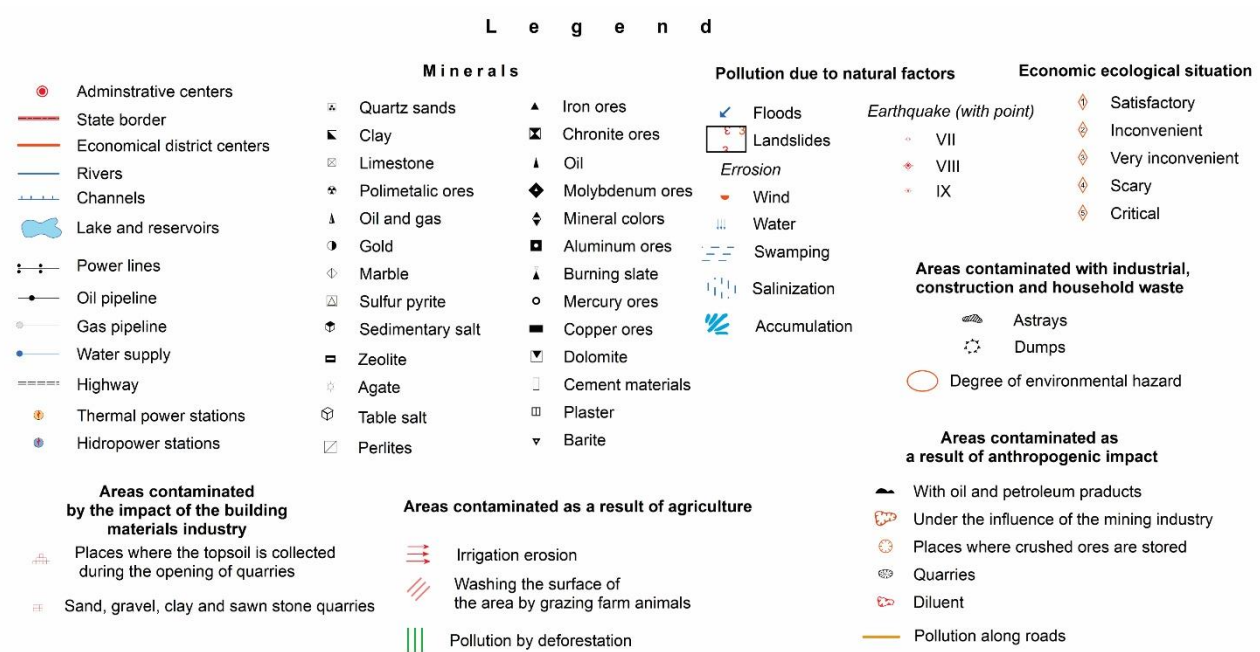 Legend
Adminstrative centers
State border
Economical district centers
Rivers
Channels
Lake and reservoirs
Power lines
Oil pipeline
Gas pipeline
Water supply
Highway
Thermal power stations
Hidropower stations
Minerals
Quartz sands
Clay
Limestone
Polimetalic ores
Oil and gas
Gold
Marble
Sulfur pyrite
Sedimentary salt
Zeolite
Agate
Table salt
Perlites
Iron ores
Chronite ores
Oil
Molybdenum ores
Mineral colors
Aluminum ores
Burning slate
Mercury ores
Copper ores
Dolomite
Cement materials
Plaster
Barite
Pollution due to natural factors
Floods
Landslides
Errosion
Wind
Water
Swamping
Salinization
Accumulation
Earthquake (with point)
VII
VIII
IX
Economic ecological situation
1 Satisfactory
2 Inconvenient
3 Very inconvenient
4 Scary
5 Critical
Areas contaminated with industrial,
construction and household waste
Astrays
Dumps
Degree of environmental hazard
Areas contaminated
by the impact of the building
materials industry
Places where the topsoil is collected
during the opening of quarries
Sand, gravel, clay and sawn stone quarries
Areas contaminated as a result of agriculture
Irrigation erosion
Washing the surface of
the area by grazing farm animals
Pollution by deforestation
Areas contaminated as
a result of anthropogenic impact
With oil and petroleum products
Under the influence of the mining industry
Places where crushed ores are stored
Quarries
Diluent
Pollution along roads